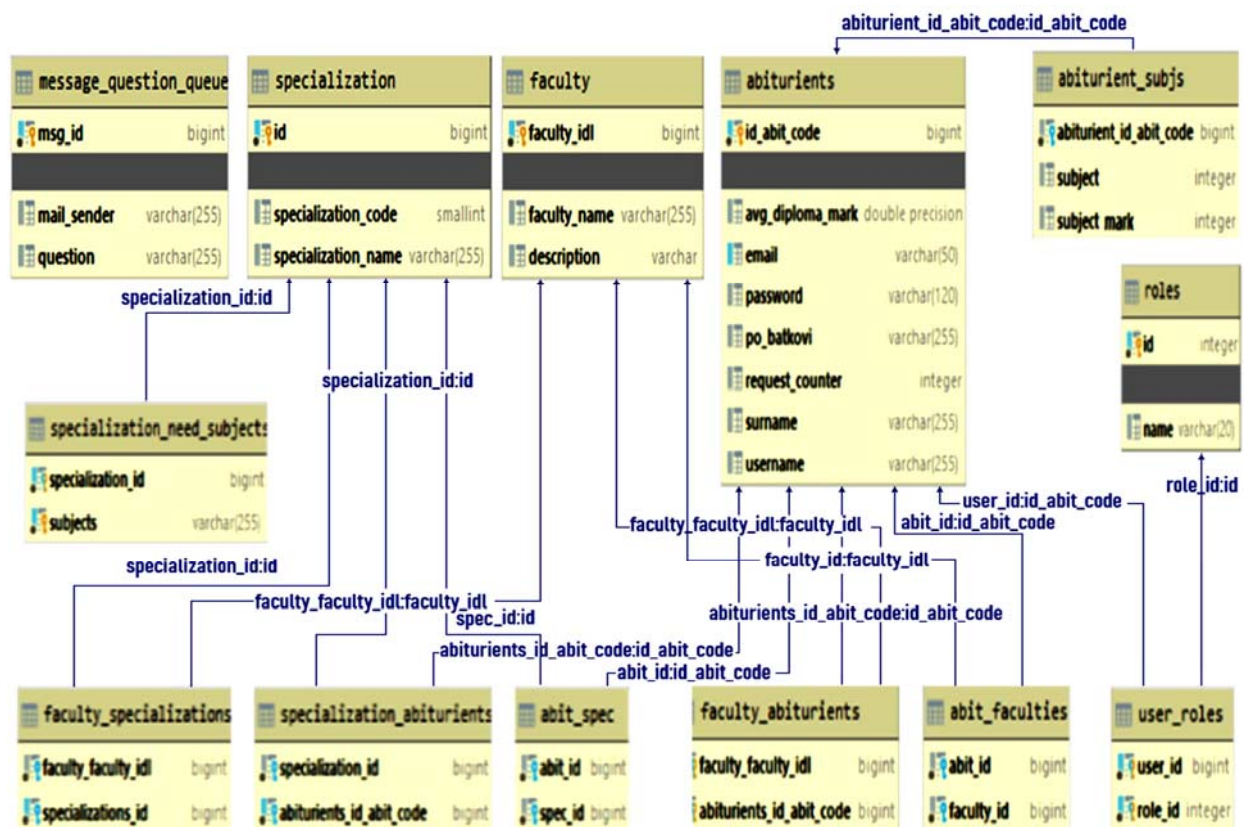 abiturient_id_abit_code:id_abit_code
message_question_queue
msg_id bigint
mail_sender varchar(255)
question varchar(255)
specialization
id bigint
specialization_code smallint
specialization_name varchar(255)
faculty
faculty_idl bigint
faculty_name varchar(255)
description varchar
abiturients
id_abit_code bigint
avg_diploma_mark double precision
email varchar(50)
password varchar(120)
po_batkovi varchar(255)
request_counter integer
surname varchar(255)
username varchar(255)
abiturient_subjs
abiturient_id_abit_code bigint
subject integer
subject_mark integer
roles
id integer
name varchar(20)
specialization_id:id
specialization_id:id
specialization_need_subjects
specialization_id bigint
subjects varchar(255)
role_id:id
user_id:id_abit_code
faculty_faculty_idl:faculty_idl
abit_id:id_abit_code
specialization_id:id
faculty_id:faculty_idl
faculty_faculty_idl:faculty_idl
spec_id:id
abiturients_id_abit_code:id_abit_code
abiturients_id_abit_code:id_abit_code
abit_id:id_abit_code
faculty_specializations
faculty_faculty_idl bigint
specializations_id bigint
specialization_abiturients
specialization_id bigint
abiturients_id_abit_code bigint
abit_spec
abit_id bigint
spec_id bigint
faculty_abiturients
faculty_faculty_idl bigint
abiturients_id_abit_code bigint
abit_faculties
abit_id bigint
faculty_id bigint
user_roles
user_id bigint
role_id integer